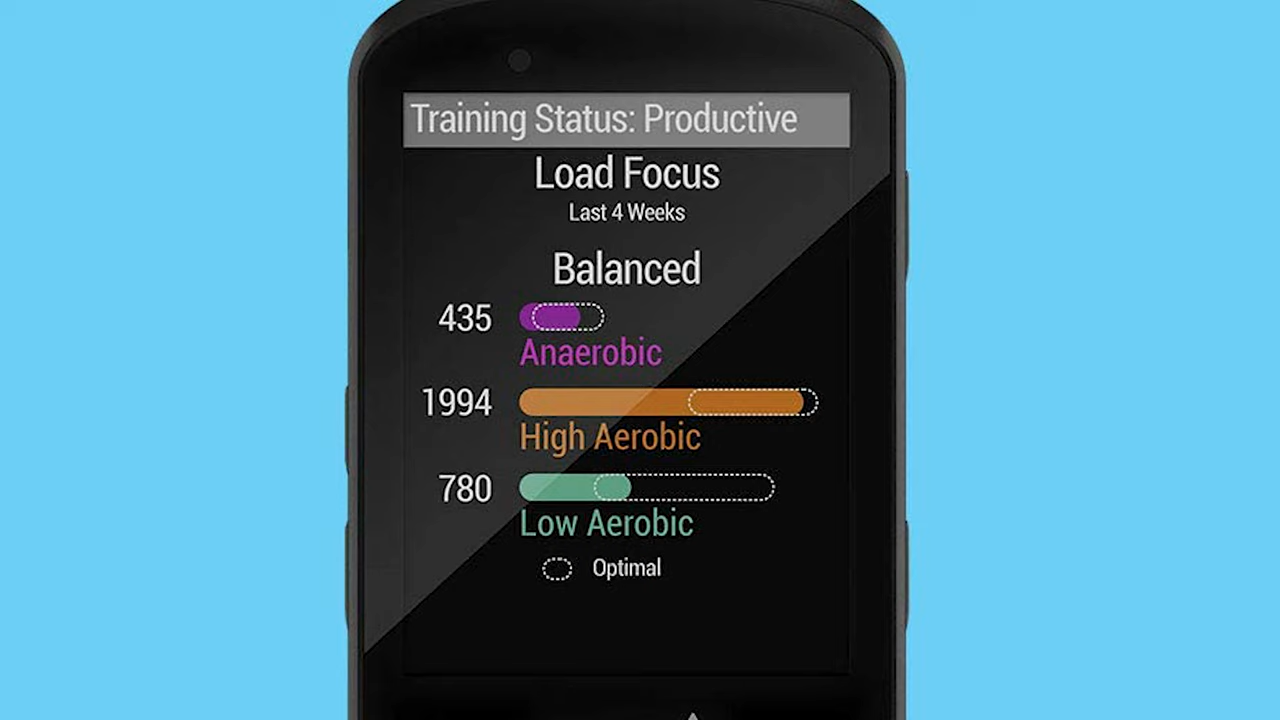 Training Status: Productive
Load Focus
Last 4 Weeks
Balanced
435
Anaerobic
1994
High Aerobic
780
Low Aerobic
Optimal